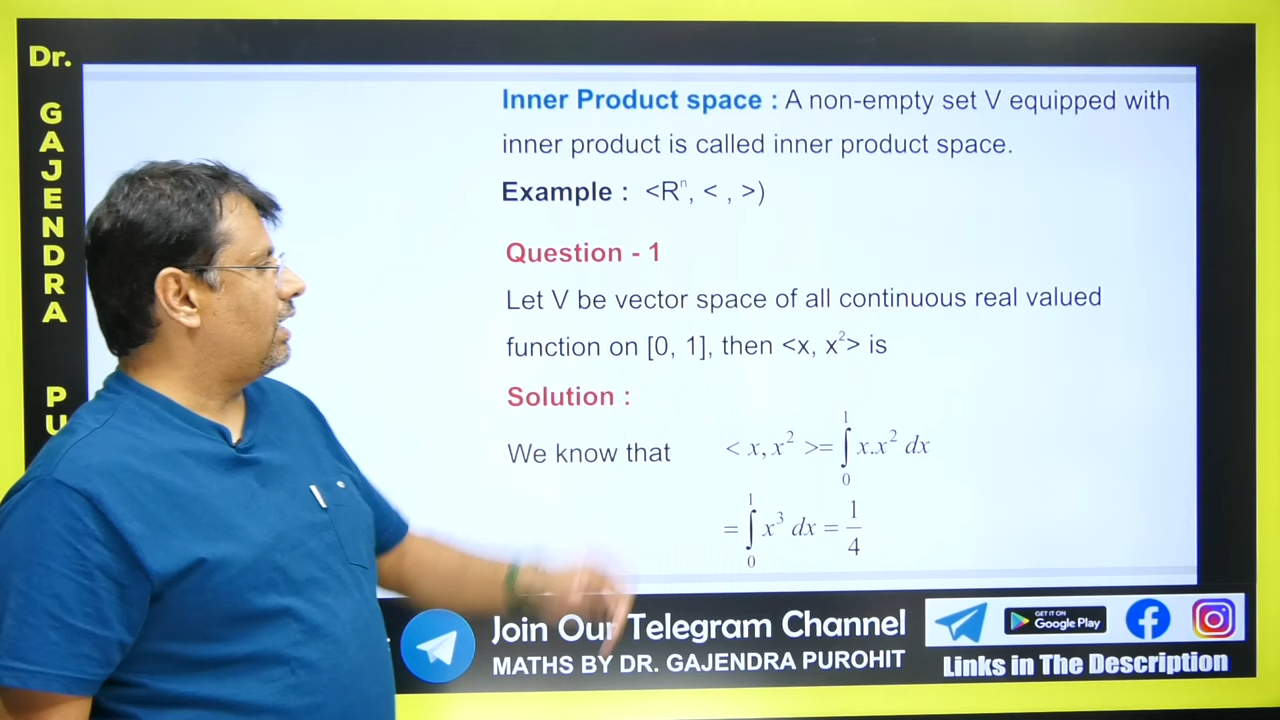 Dr.
GAJENDRA
PU
Inner Product space : A non-empty set V equipped with
inner product is called inner product space.
Example : <Rⁿ, < , >)
Question - 1
Let V be vector space of all continuous real valued
function on [0, 1], then <x, x²> is
Solution :
We know that < x, x² >= ∫₀¹ x.x² dx
= ∫₀¹ x³ dx = 1/4
Join Our Telegram Channel
MATHS BY DR. GAJENDRA PUROHIT
GET IT ON
Google Play
Links in The Description